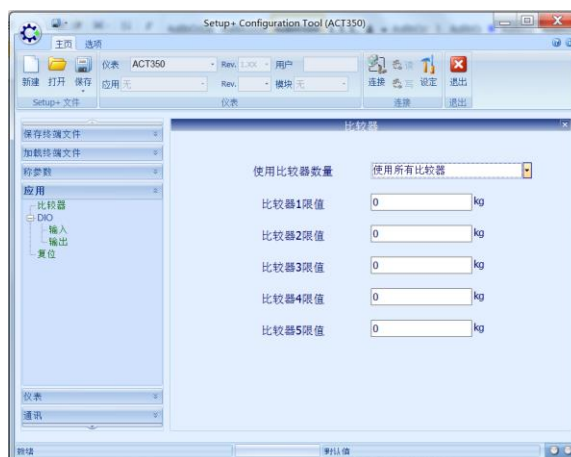 Setup+ Configuration Tool (ACT350)
主页 选项
新建 打开 保存
仪表 ACT350 Rev. 1.XX 用户
应用 无 Rev. 模块 无
连接 读 写 设定 退出
Setup+ 文件 仪表 连接 退出
保存终端文件
加载终端文件
称参数
应用
比较器
DIO
输入
输出
复位
仪表
通讯
比较器
使用比较器数量 使用所有比较器
比较器1限值 0 kg
比较器2限值 0 kg
比较器3限值 0 kg
比较器4限值 0 kg
比较器5限值 0 kg
就绪 默认值